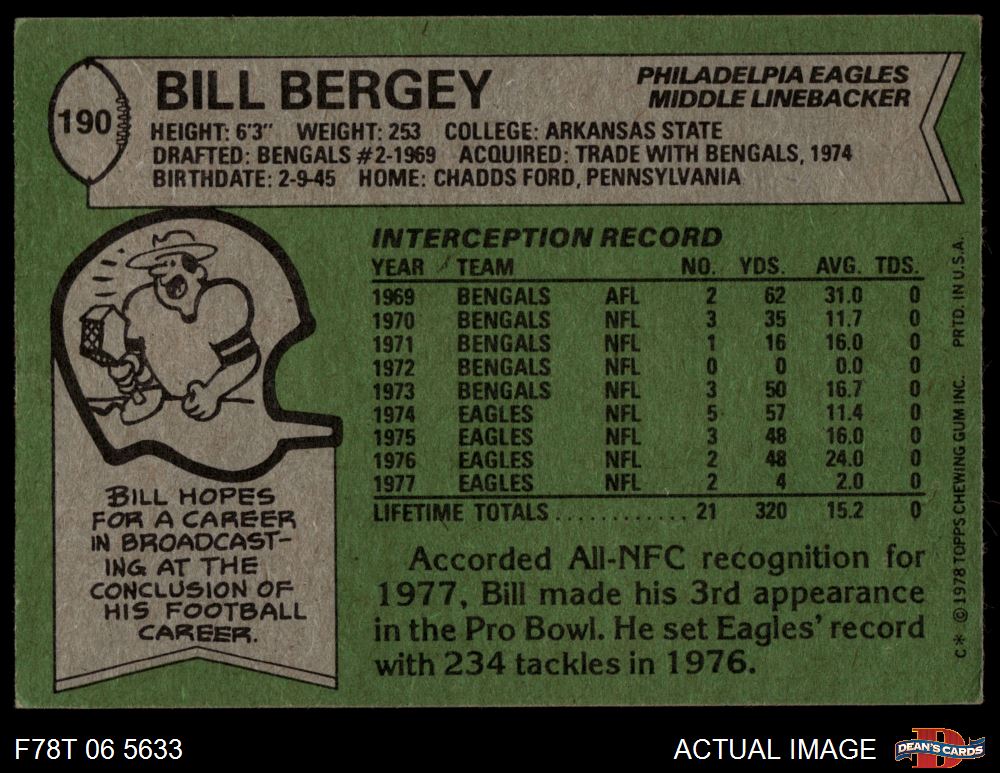 190
BILL BERGEY
PHILADELPIA EAGLES
MIDDLE LINEBACKER
HEIGHT: 6'3" WEIGHT: 253 COLLEGE: ARKANSAS STATE
DRAFTED: BENGALS #2-1969 ACQUIRED: TRADE WITH BENGALS, 1974
BIRTHDATE: 2-9-45 HOME: CHADDS FORD, PENNSYLVANIA
INTERCEPTION RECORD
YEAR TEAM NO. YDS. AVG. TDS.
1969 BENGALS AFL 2 62 31.0 0
1970 BENGALS NFL 3 35 11.7 0
1971 BENGALS NFL 1 16 16.0 0
1972 BENGALS NFL 0 0 0.0 0
1973 BENGALS NFL 3 50 16.7 0
1974 EAGLES NFL 5 57 11.4 0
1975 EAGLES NFL 3 48 16.0 0
1976 EAGLES NFL 2 48 24.0 0
1977 EAGLES NFL 2 4 2.0 0
LIFETIME TOTALS ............ 21 320 15.2 0
BILL HOPES
FOR A CAREER
IN BROADCAST-
ING AT THE
CONCLUSION OF
HIS FOOTBALL
CAREER.
Accorded All-NFC recognition for
1977, Bill made his 3rd appearance
in the Pro Bowl. He set Eagles' record
with 234 tackles in 1976.
C* © 1978 TOPPS CHEWING GUM INC. PRTD. IN U.S.A.
F78T 06 5633
ACTUAL IMAGE
D
DEAN'S CARDS